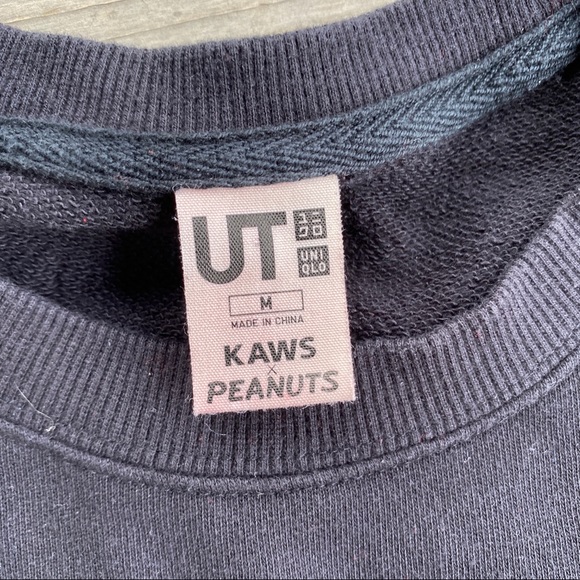 UT ユニ
クロ
UNI
QLO
M
MADE IN CHINA
KAWS
×
PEANUTS